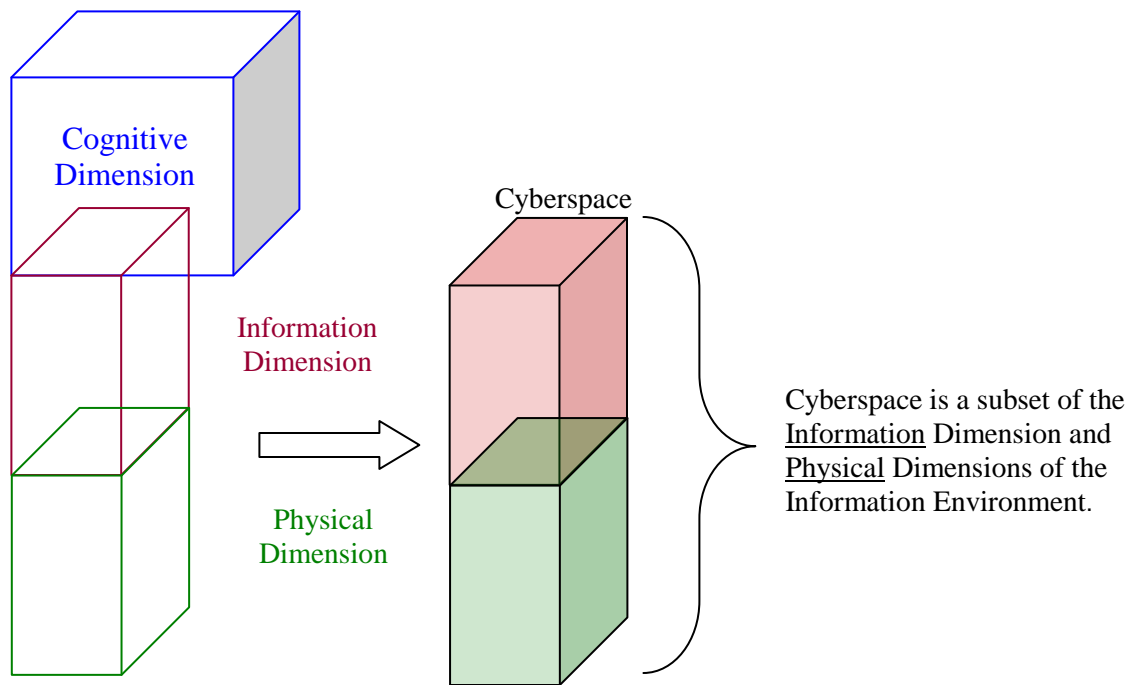 Cognitive
Dimension
Cyberspace
Information
Dimension
Physical
Dimension
Cyberspace is a subset of the
Information Dimension and
Physical Dimensions of the
Information Environment.